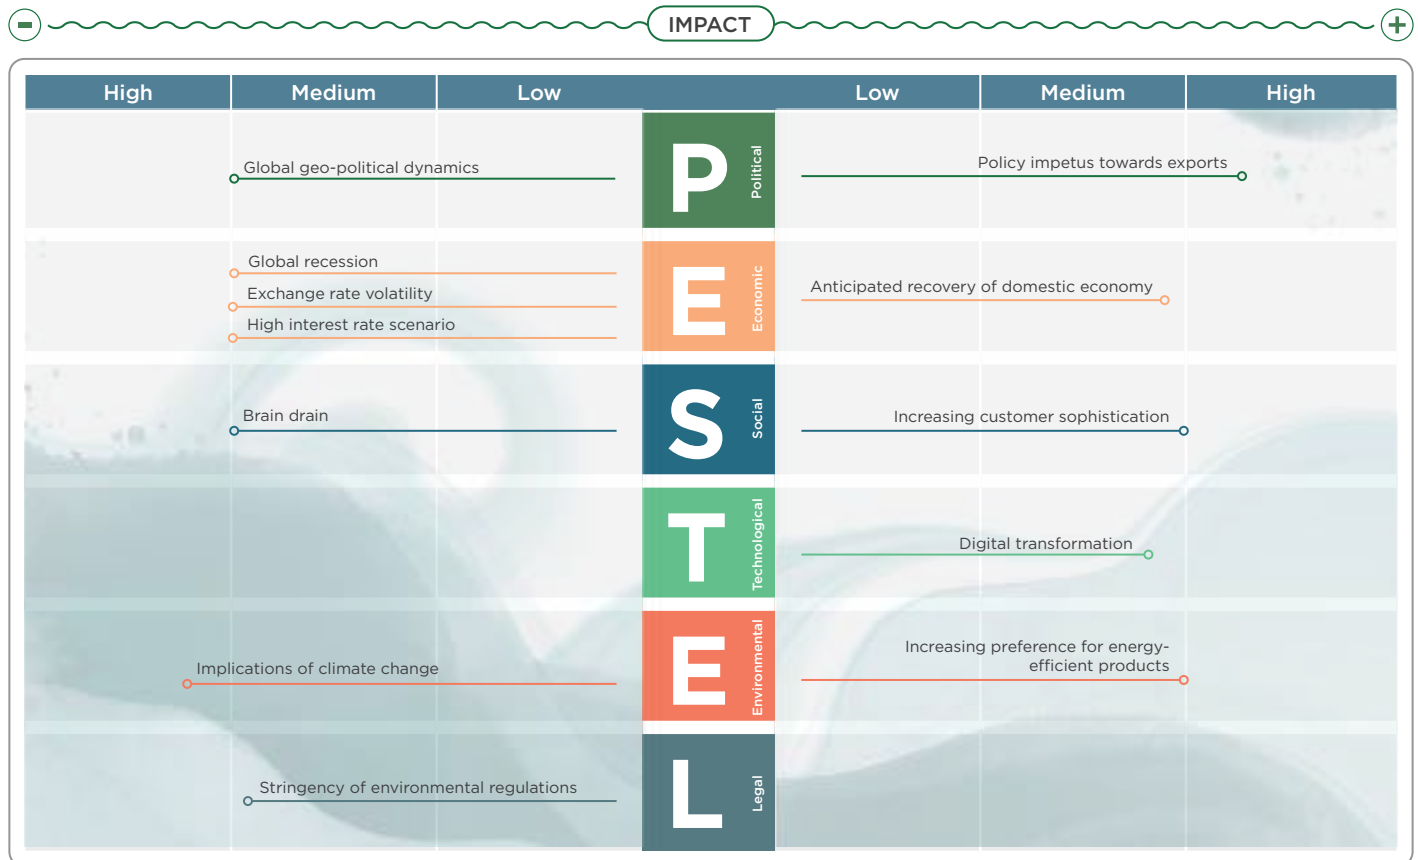 IMPACT
High Medium Low Low Medium High
Global geo-political dynamics
P
Political
Policy impetus towards exports
Global recession
Exchange rate volatility
High interest rate scenario
E
Economic
Anticipated recovery of domestic economy
Brain drain
S
Social
Increasing customer sophistication
T
Technological
Digital transformation
Implications of climate change
E
Environmental
Increasing preference for energy-
efficient products
Stringency of environmental regulations
L
Legal